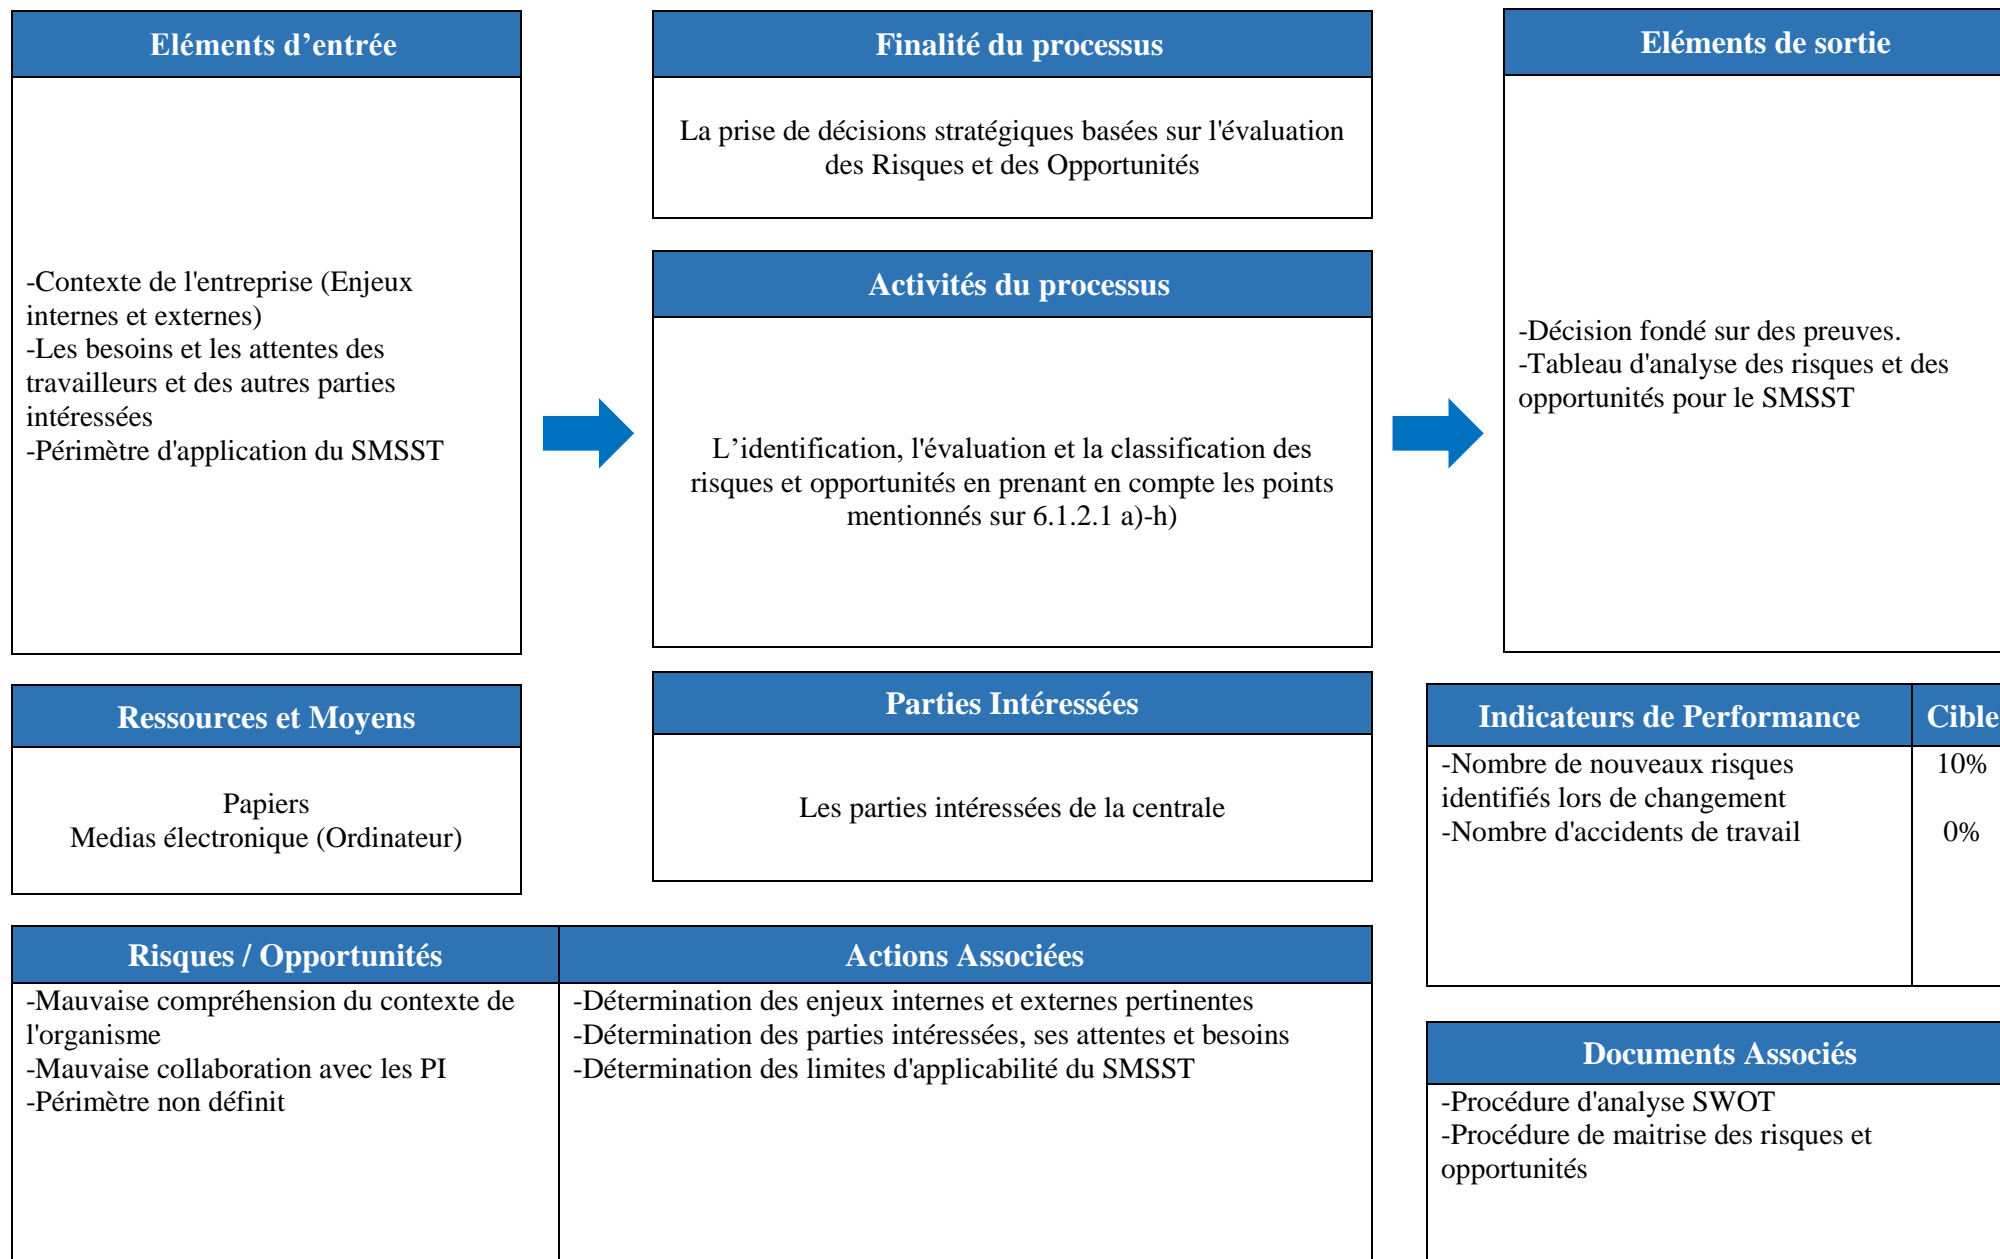 Eléments d’entrée
-Contexte de l'entreprise (Enjeux
internes et externes)
-Les besoins et les attentes des
travailleurs et des autres parties
intéressées
-Périmètre d'application du SMSST
Finalité du processus
La prise de décisions stratégiques basées sur l'évaluation
des Risques et des Opportunités
Activités du processus
L’identification, l'évaluation et la classification des
risques et opportunités en prenant en compte les points
mentionnés sur 6.1.2.1 a)-h)
Eléments de sortie
-Décision fondé sur des preuves.
-Tableau d'analyse des risques et des
opportunités pour le SMSST
Ressources et Moyens
Papiers
Medias électronique (Ordinateur)
Parties Intéressées
Les parties intéressées de la centrale
Indicateurs de Performance Cible
-Nombre de nouveaux risques 10%
identifiés lors de changement
-Nombre d'accidents de travail 0%
Risques / Opportunités
-Mauvaise compréhension du contexte de
l'organisme
-Mauvaise collaboration avec les PI
-Périmètre non définit
Actions Associées
-Détermination des enjeux internes et externes pertinentes
-Détermination des parties intéressées, ses attentes et besoins
-Détermination des limites d'applicabilité du SMSST
Documents Associés
-Procédure d'analyse SWOT
-Procédure de maitrise des risques et
opportunités